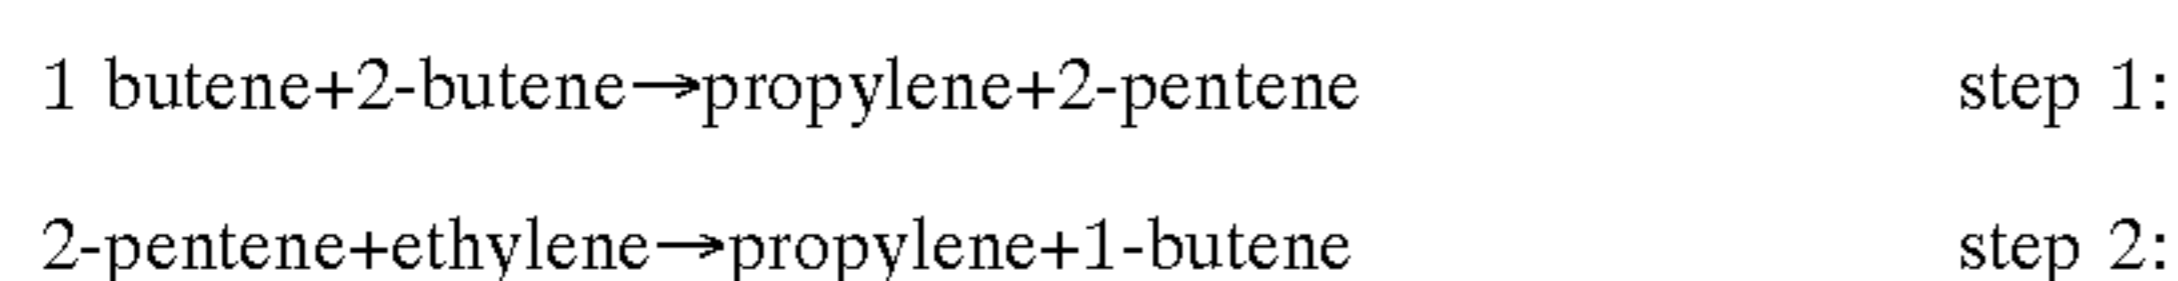 1 butene+2-butene→propylene+2-pentene step 1:
2-pentene+ethylene→propylene+1-butene step 2: